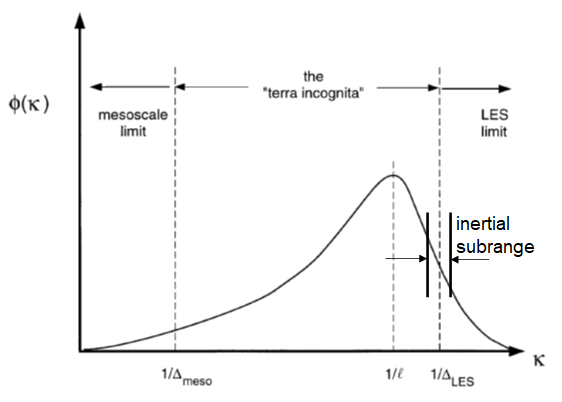 the
"terra incognita"
ϕ(κ)
mesoscale
limit
LES
limit
inertial
subrange
κ
1/Δmeso
1/ℓ
1/ΔLES